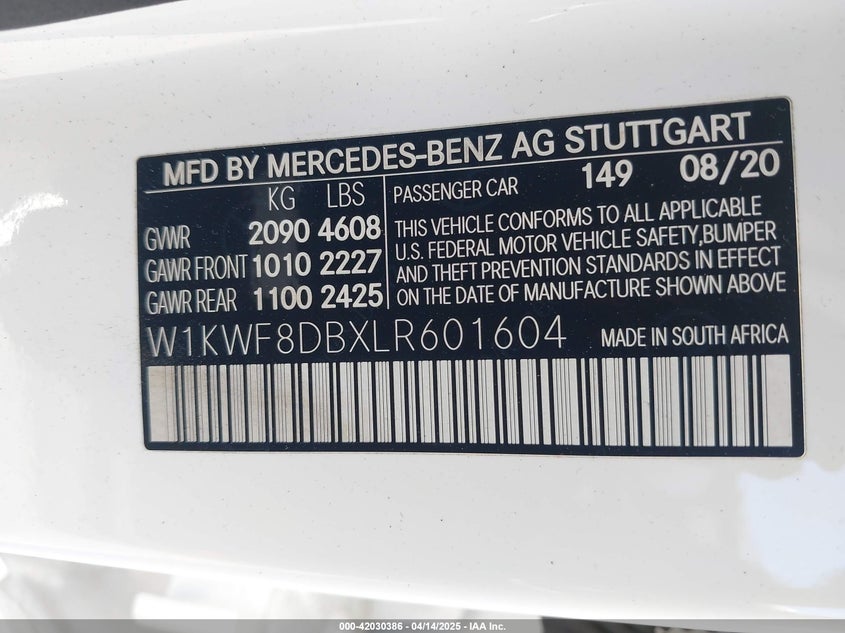 MFD BY MERCEDES-BENZ AG STUTTGART
KG LBS
GVWR 2090 4608
GAWR FRONT 1010 2227
GAWR REAR 1100 2425
PASSENGER CAR 149 08/20
THIS VEHICLE CONFORMS TO ALL APPLICABLE
U.S. FEDERAL MOTOR VEHICLE SAFETY,BUMPER
AND THEFT PREVENTION STANDARDS IN EFFECT
ON THE DATE OF MANUFACTURE SHOWN ABOVE
W1KWF8DBXLR601604 MADE IN SOUTH AFRICA
000-42030386 - 04/14/2025 - IAA Inc.